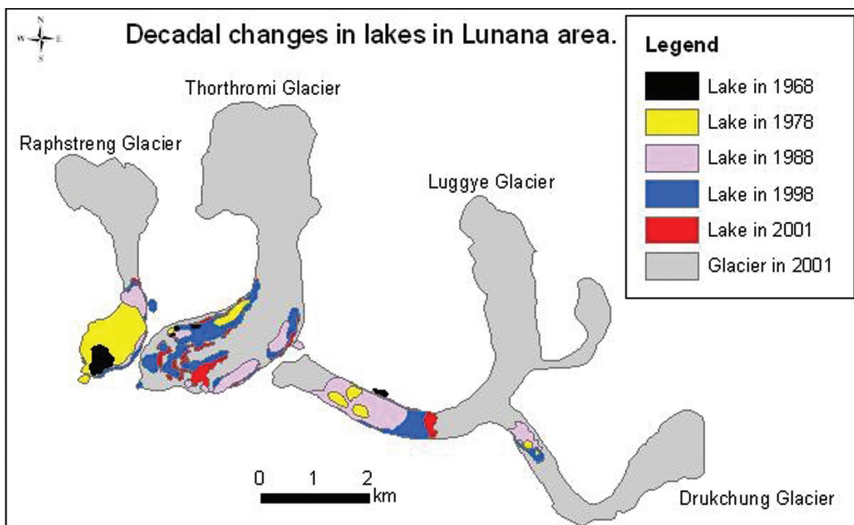 N
W E
S
Decadal changes in lakes in Lunana area.
Thorthromi Glacier
Raphstreng Glacier
Luggye Glacier
Drukchung Glacier
Legend
Lake in 1968
Lake in 1978
Lake in 1988
Lake in 1998
Lake in 2001
Glacier in 2001
0 1 2
km